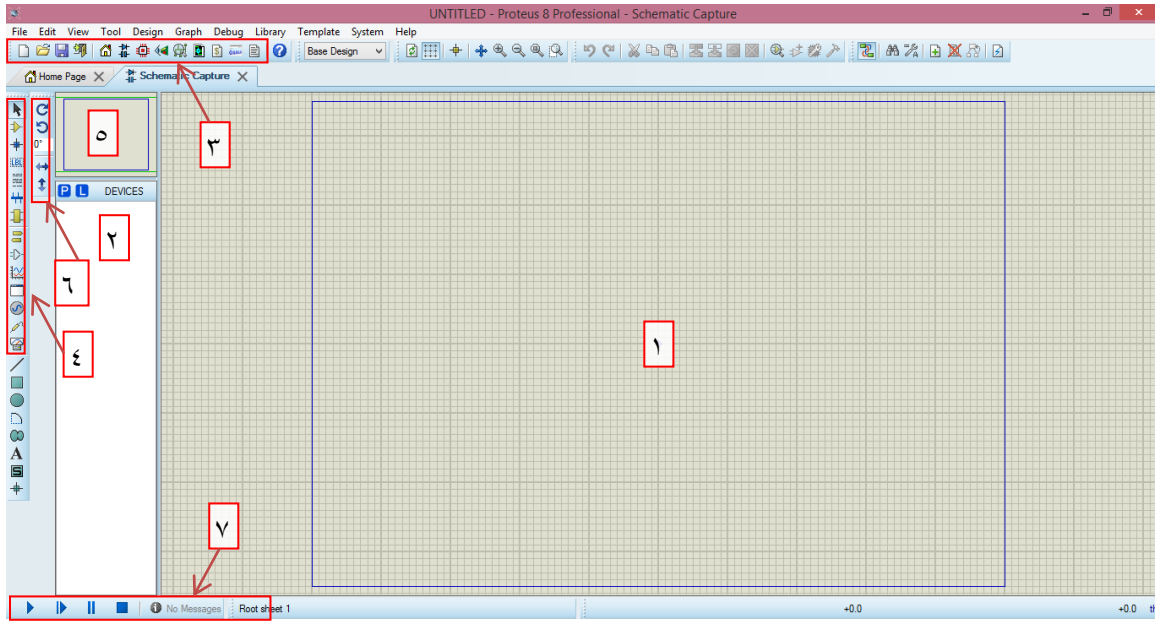 UNTITLED - Proteus 8 Professional - Schematic Capture
File Edit View Tool Design Graph Debug Library Template System Help
Base Design
Home Page Schematic Capture
٣
٥
0°
P L DEVICES
٢
٦
١
٤
A
S
٧
No Messages Root sheet 1 +0.0 +0.0 th